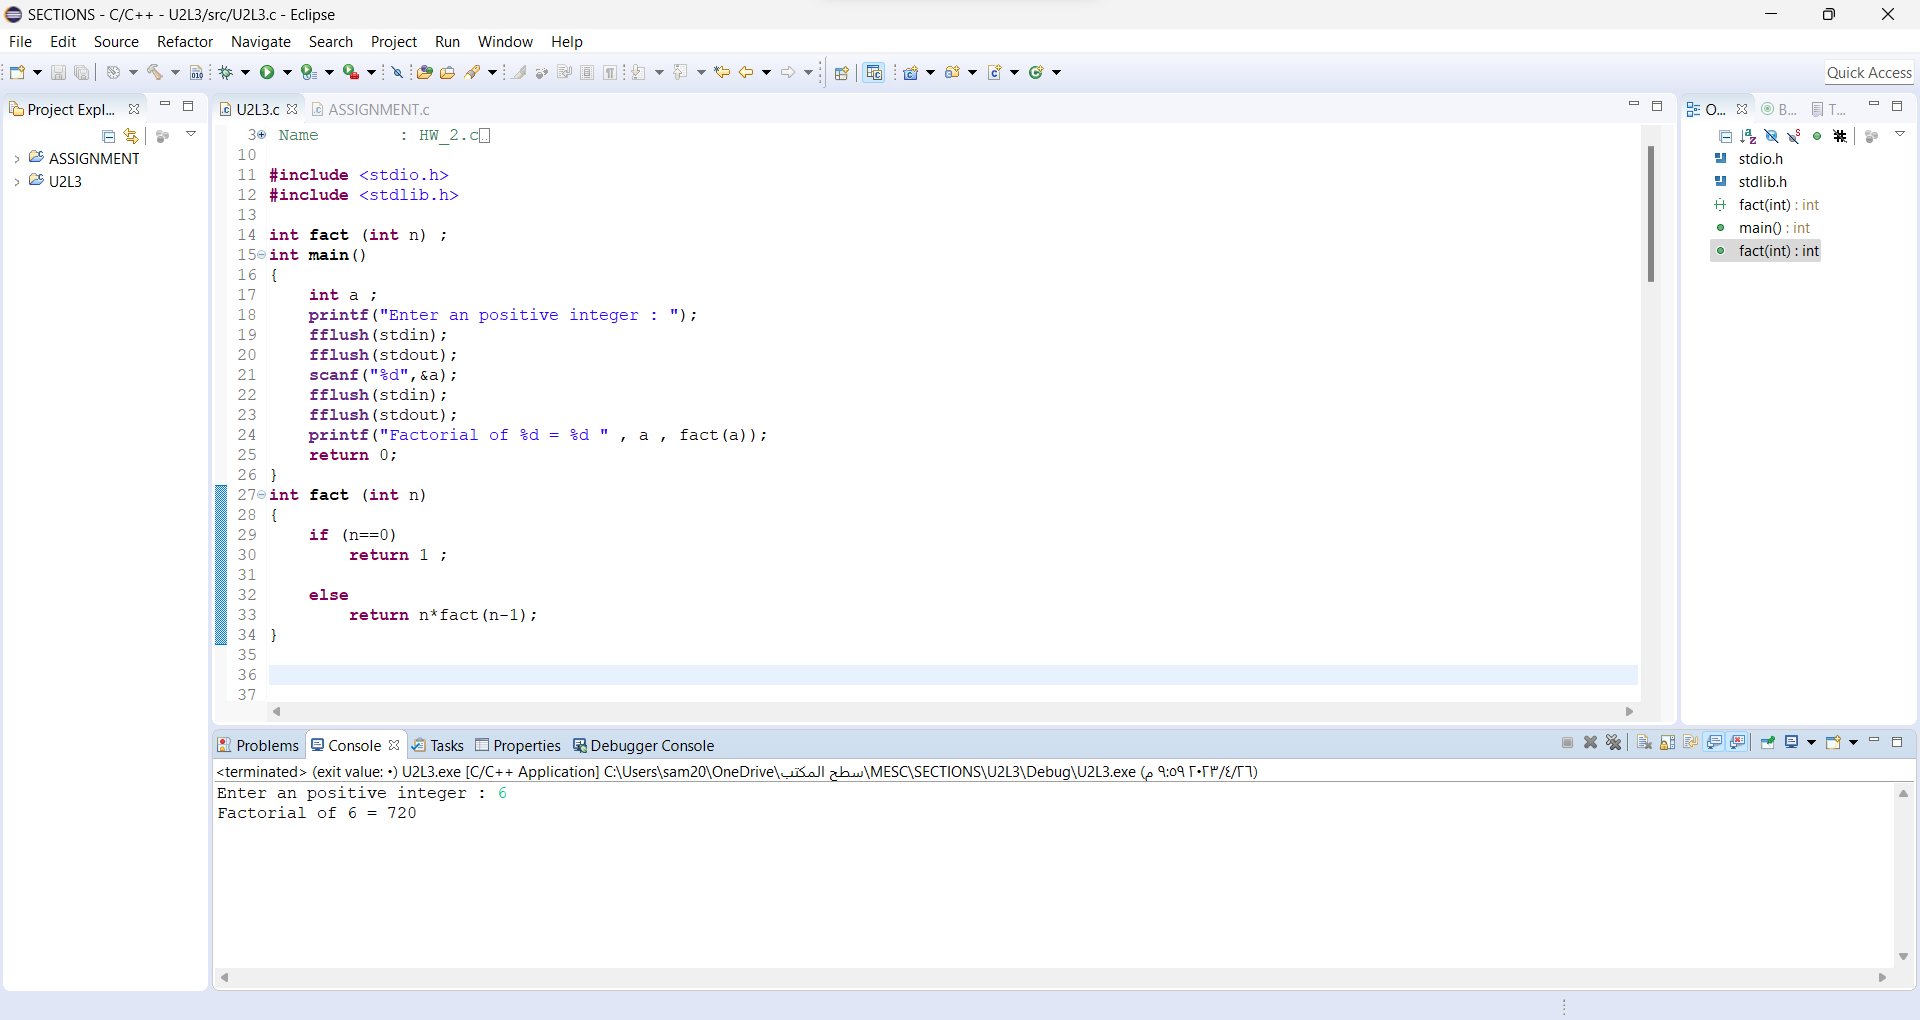 SECTIONS - C/C++ - U2L3/src/U2L3.c - Eclipse
File Edit Source Refactor Navigate Search Project Run Window Help
Quick Access
Project Expl...
ASSIGNMENT
U2L3
U2L3.c ASSIGNMENT.c
3 Name : HW_2.c
10
11 #include <stdio.h>
12 #include <stdlib.h>
13
14 int fact (int n) ;
15 int main()
16 {
17 int a ;
18 printf("Enter an positive integer : ");
19 fflush(stdin);
20 fflush(stdout);
21 scanf("%d",&a);
22 fflush(stdin);
23 fflush(stdout);
24 printf("Factorial of %d = %d " , a , fact(a));
25 return 0;
26 }
27 int fact (int n)
28 {
29 if (n==0)
30 return 1 ;
31
32 else
33 return n*fact(n-1);
34 }
35
36
37
O... B... T...
stdio.h
stdlib.h
fact(int) : int
main() : int
fact(int) : int
Problems Console Tasks Properties Debugger Console
<terminated> (exit value: ٠) U2L3.exe [C/C++ Application] C:\Users\sam20\OneDrive\سطح المكتب\MESC\SECTIONS\U2L3\Debug\U2L3.exe (٢٠٢٣/٤/٢٦ ٩:٥٩ م)
Enter an positive integer : 6
Factorial of 6 = 720